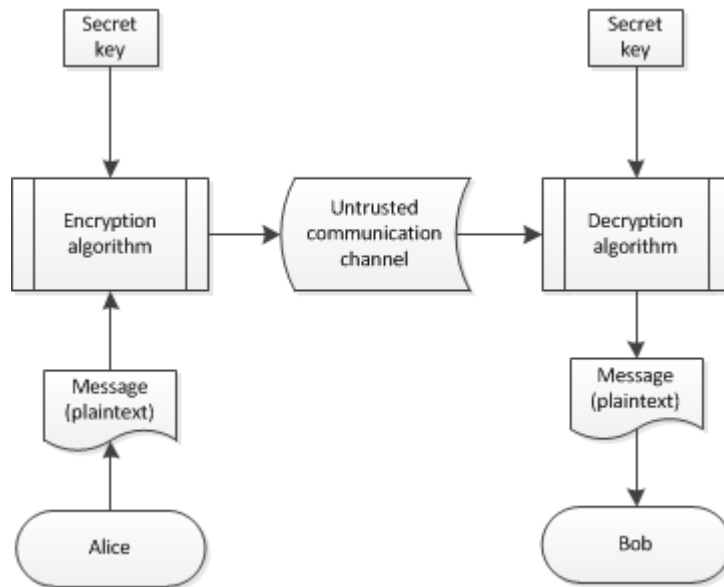 Secret
key
Secret
key
Encryption
algorithm
Untrusted
communication
channel
Decryption
algorithm
Message
(plaintext)
Message
(plaintext)
Alice
Bob